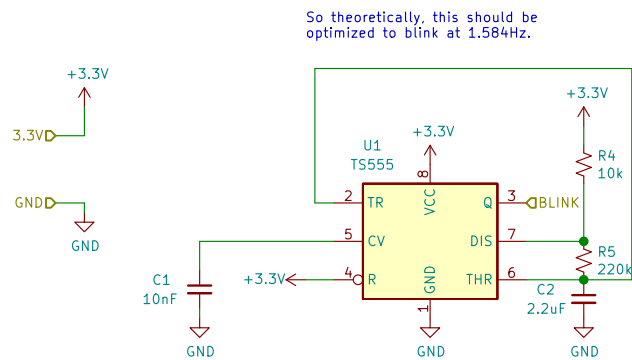 So theoretically, this should be
optimized to blink at 1.584Hz.
+3.3V
3.3V
GND
GND
U1
TS555
+3.3V
8
VCC
2
TR
5
CV
4
R
+3.3V
Q
3
BLINK
DIS
7
THR
6
GND
1
GND
C1
10nF
GND
+3.3V
R4
10k
R5
220k
C2
2.2uF
GND